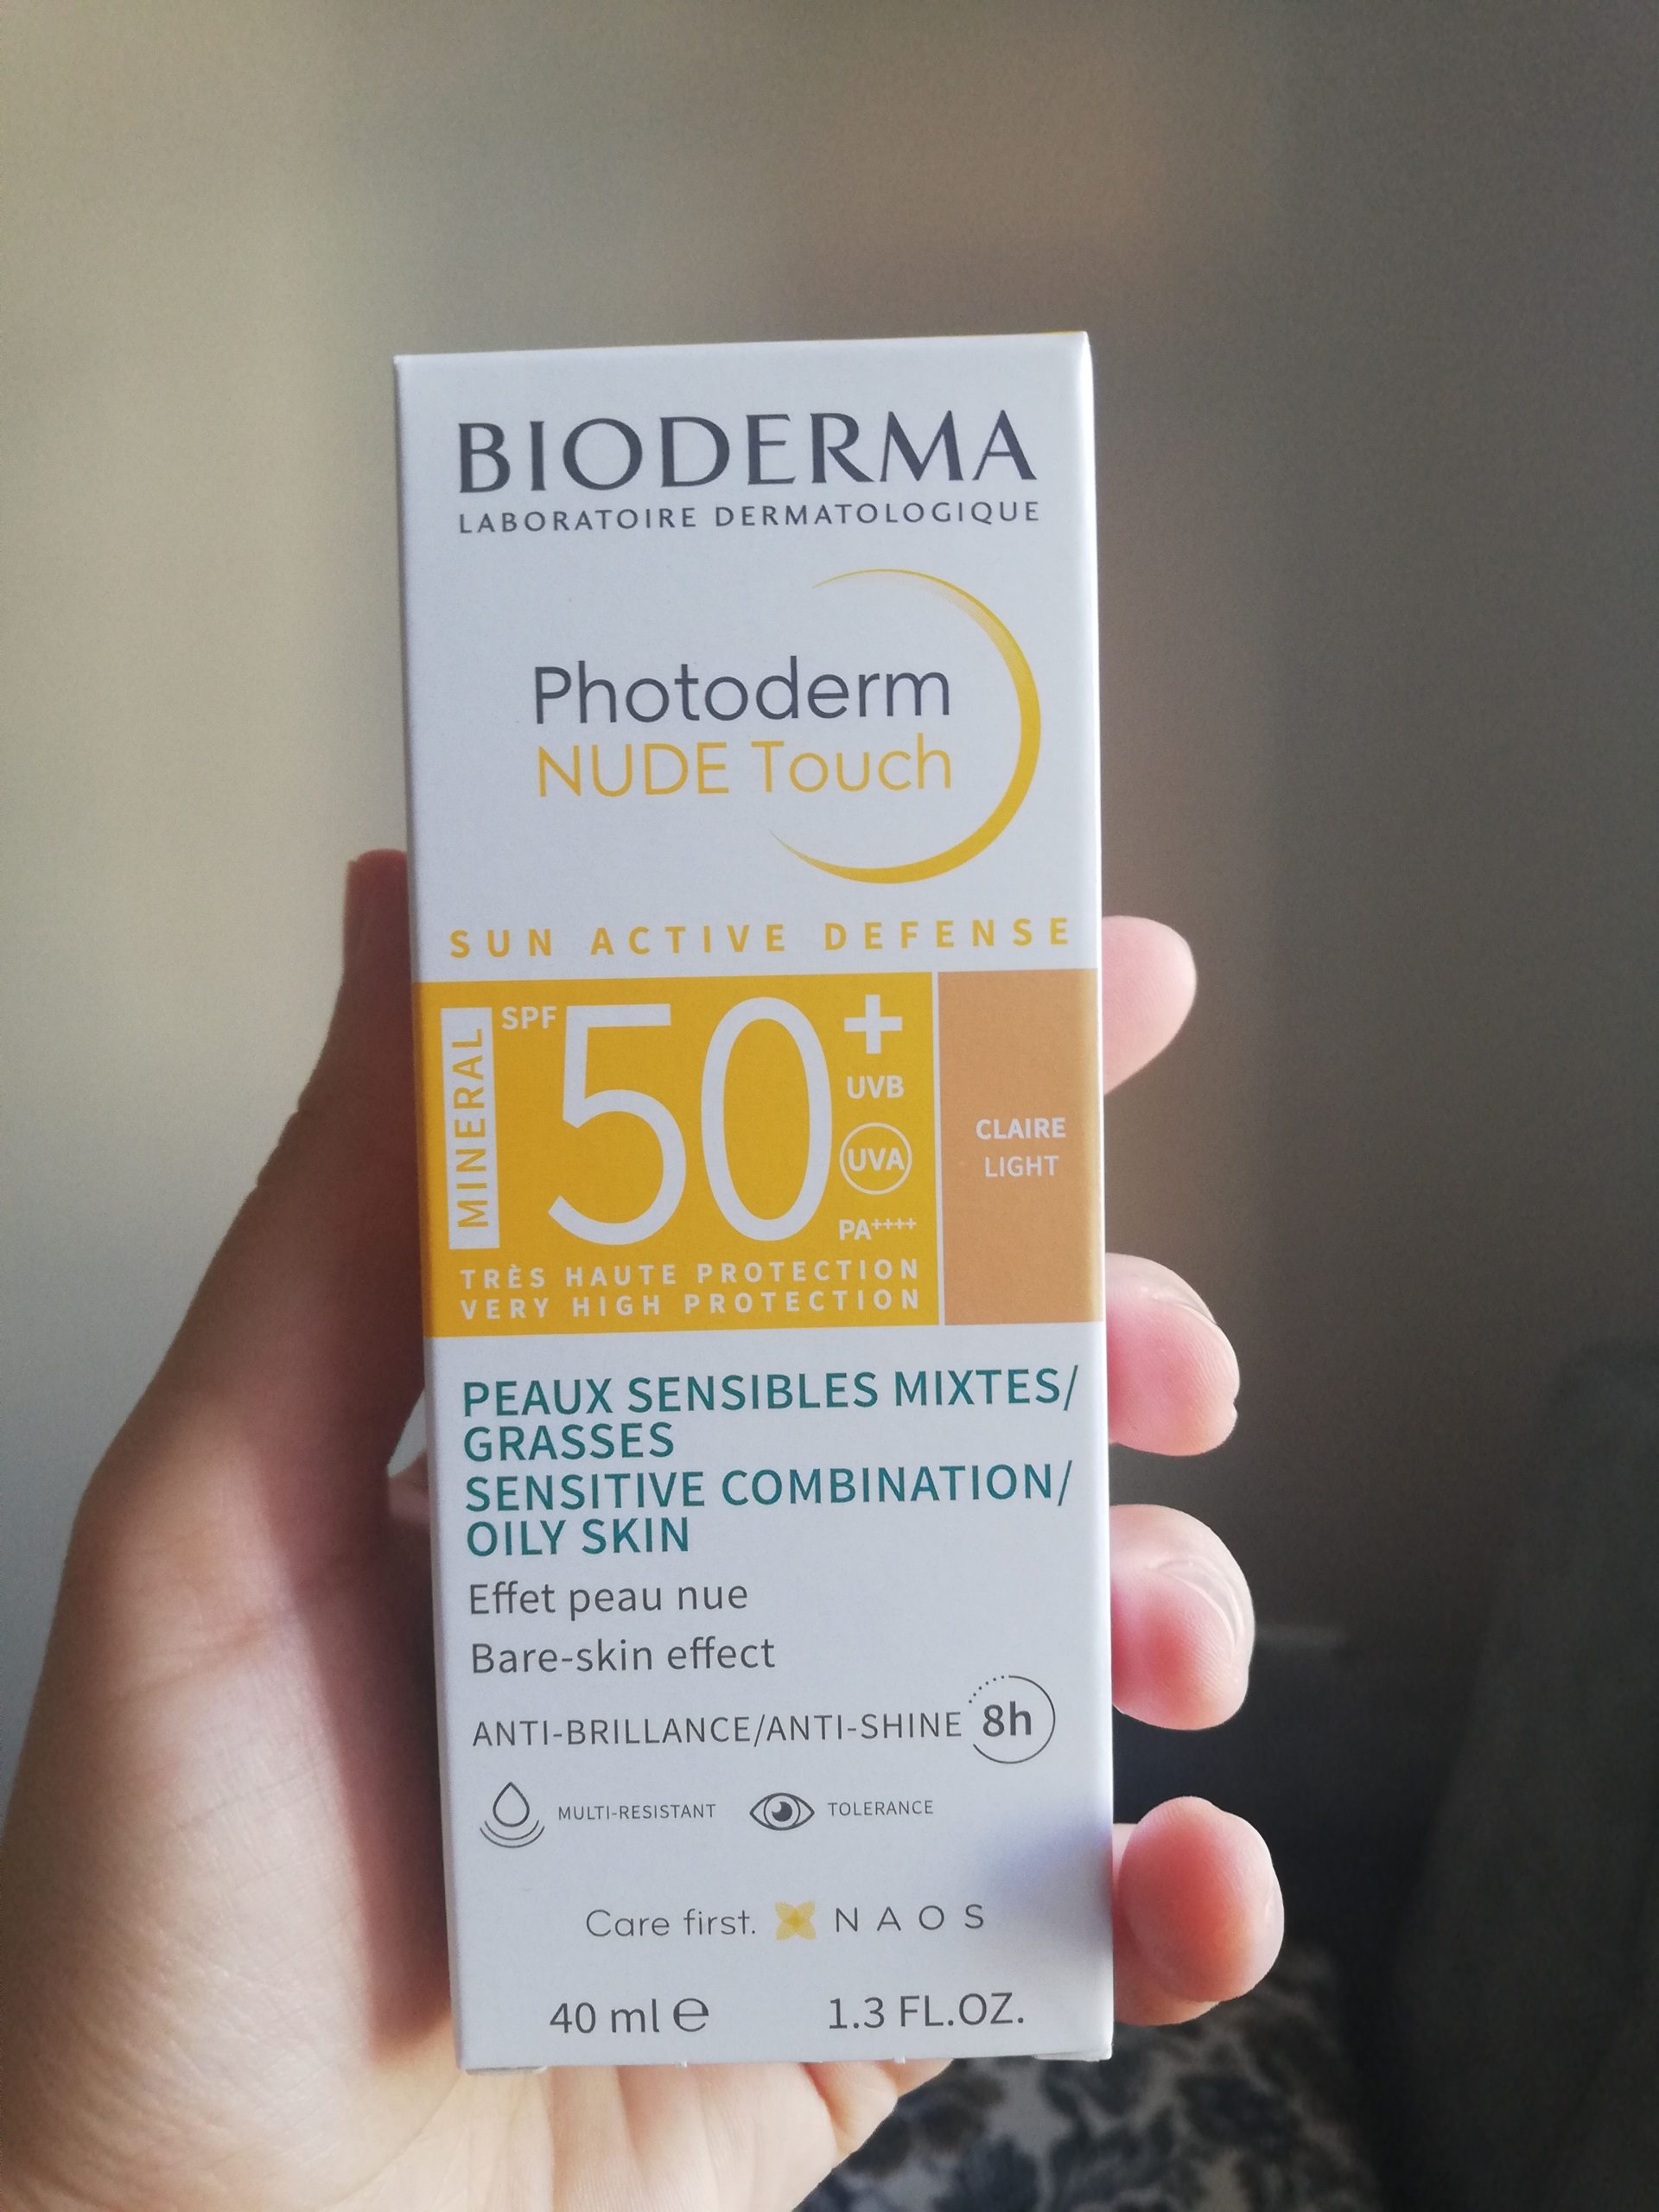 BIODERMA
LABORATOIRE DERMATOLOGIQUE
Photoderm
NUDE Touch
SUN ACTIVE DEFENSE
MINERAL
SPF 50+
UVB
UVA
PA++++
TRÈS HAUTE PROTECTION
VERY HIGH PROTECTION
CLAIRE
LIGHT
PEAUX SENSIBLES MIXTES/
GRASSES
SENSITIVE COMBINATION/
OILY SKIN
Effet peau nue
Bare-skin effect
ANTI-BRILLANCE/ANTI-SHINE 8h
MULTI-RESISTANT TOLERANCE
Care first. NAOS
40 ml ℮ 1.3 FL.OZ.